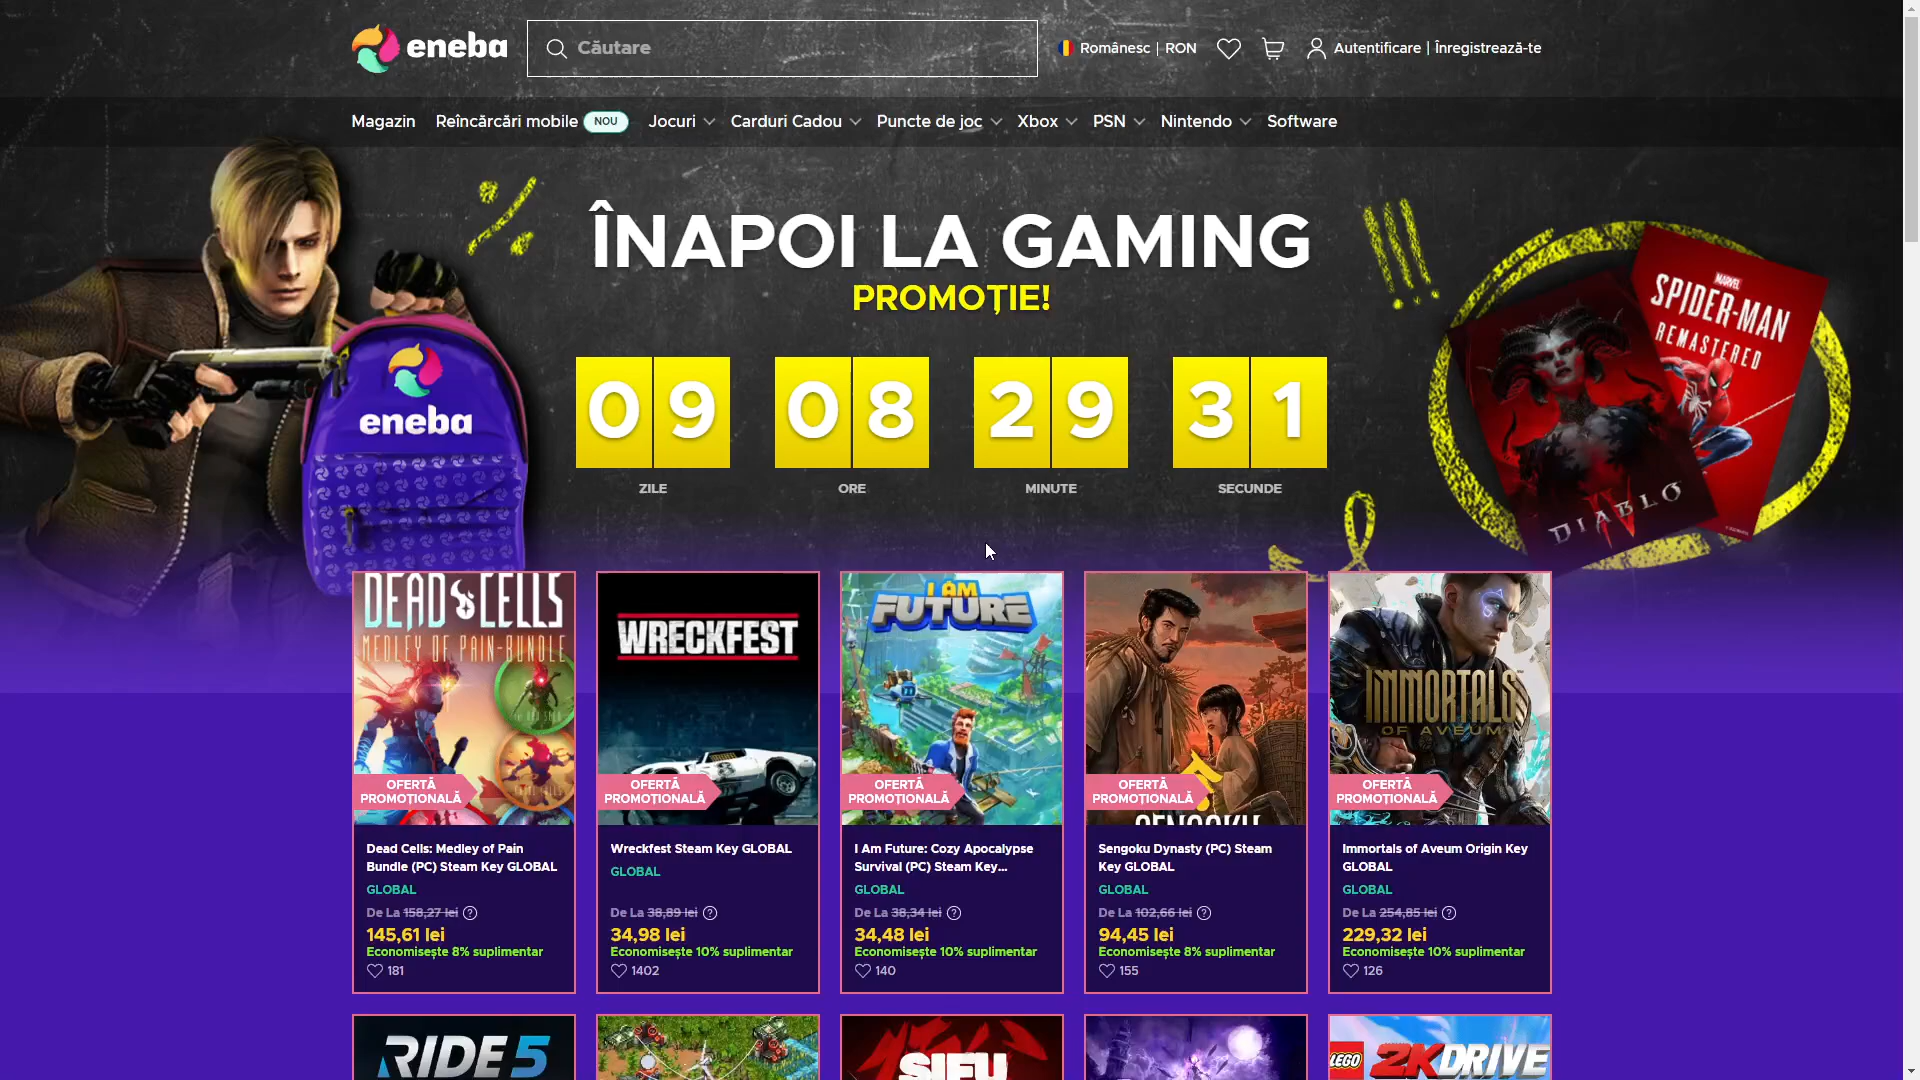 eneba
Căutare
Românesc | RON
Autentificare | Înregistrează-te
Magazin
Reîncărcări mobile NOU
Jocuri
Carduri Cadou
Puncte de joc
Xbox
PSN
Nintendo
Software
ÎNAPOI LA GAMING
PROMOȚIE!
09 08 29 31
ZILE ORE MINUTE SECUNDE
eneba
MARVEL
SPIDER-MAN
REMASTERED
DIABLO
IV
DEAD CELLS
MEDLEY OF PAIN-BUNDLE
OFERTĂ
PROMOȚIONALĂ
Dead Cells: Medley of Pain
Bundle (PC) Steam Key GLOBAL
GLOBAL
De La 158,27 lei
145,61 lei
Economisește 8% suplimentar
181
WRECKFEST
OFERTĂ
PROMOȚIONALĂ
Wreckfest Steam Key GLOBAL
GLOBAL
De La 38,89 lei
34,98 lei
Economisește 10% suplimentar
1402
I AM
FUTURE
OFERTĂ
PROMOȚIONALĂ
I Am Future: Cozy Apocalypse
Survival (PC) Steam Key...
GLOBAL
De La 38,34 lei
34,48 lei
Economisește 10% suplimentar
140
OFERTĂ
PROMOȚIONALĂ
SENGOKU
Sengoku Dynasty (PC) Steam
Key GLOBAL
GLOBAL
De La 102,66 lei
94,45 lei
Economisește 8% suplimentar
155
IMMORTALS
OF AVEUM
OFERTĂ
PROMOȚIONALĂ
Immortals of Aveum Origin Key
GLOBAL
GLOBAL
De La 254,85 lei
229,32 lei
Economisește 10% suplimentar
126
RIDE 5
SIFU
LEGO 2K DRIVE